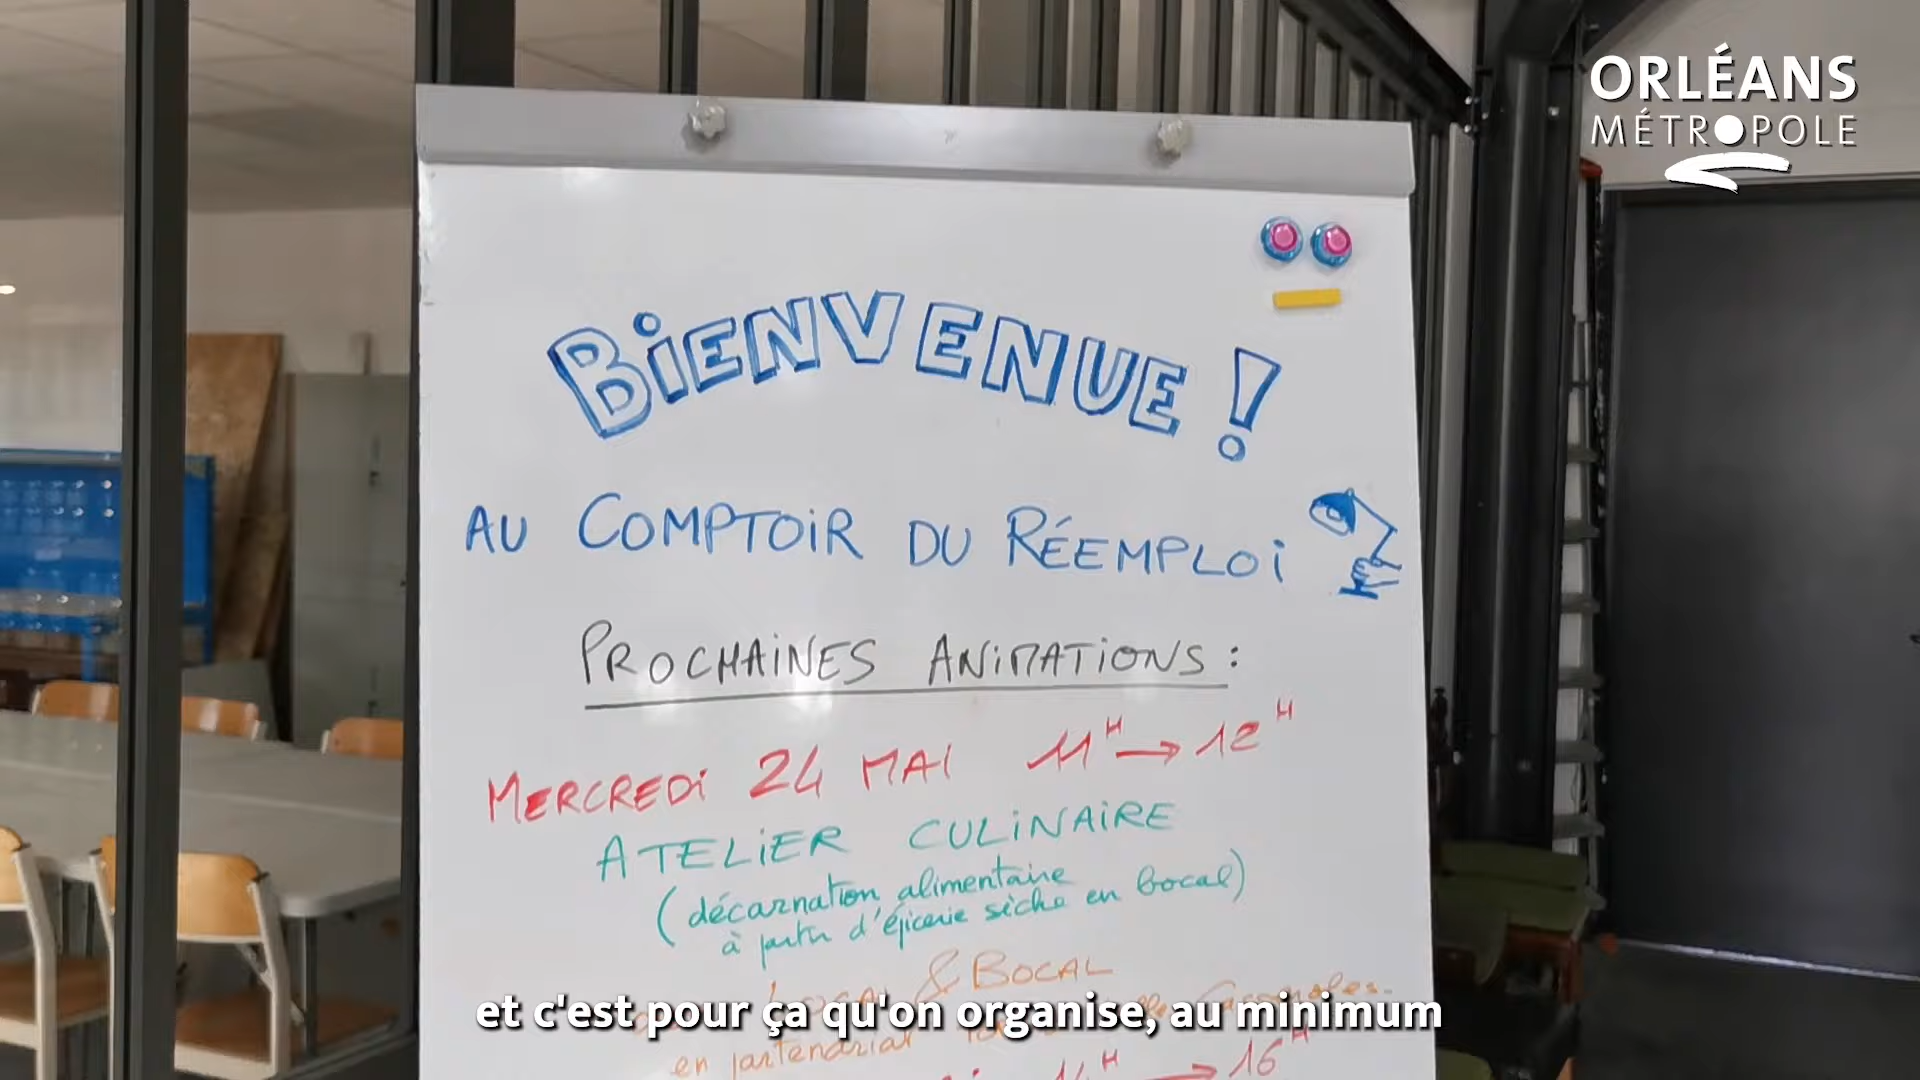 ORLÉANS
MÉTROPOLE
BiENVENUE !
AU COMPTOiR DU RÉEMPLOi
PROCHAiNES ANiMATiONS :
MERCREDi 24 MAI 11H → 12H
ATELiER CULiNAiRE
(décarnation alimentaire
à partir d'épicerie sèche en bocal)
& BOCAL
et c'est pour ça qu'on organise, au minimum
en partenariat
14H → 16H